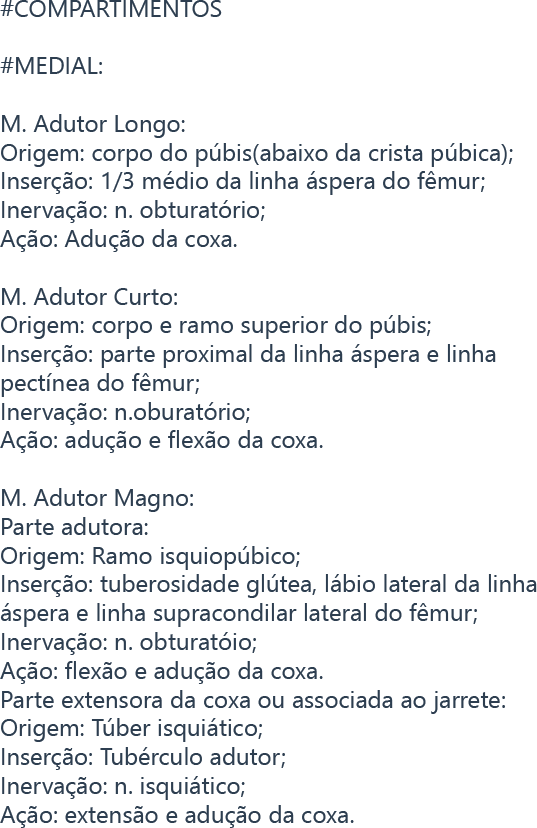 #COMPARTIMENTOS
#MEDIAL:
M. Adutor Longo:
Origem: corpo do púbis(abaixo da crista púbica);
Inserção: 1/3 médio da linha áspera do fêmur;
Inervação: n. obturatório;
Ação: Adução da coxa.
M. Adutor Curto:
Origem: corpo e ramo superior do púbis;
Inserção: parte proximal da linha áspera e linha
pectínea do fêmur;
Inervação: n.oburatório;
Ação: adução e flexão da coxa.
M. Adutor Magno:
Parte adutora:
Origem: Ramo isquiopúbico;
Inserção: tuberosidade glútea, lábio lateral da linha
áspera e linha supracondilar lateral do fêmur;
Inervação: n. obturatóio;
Ação: flexão e adução da coxa.
Parte extensora da coxa ou associada ao jarrete:
Origem: Túber isquiático;
Inserção: Tubérculo adutor;
Inervação: n. isquiático;
Ação: extensão e adução da coxa.